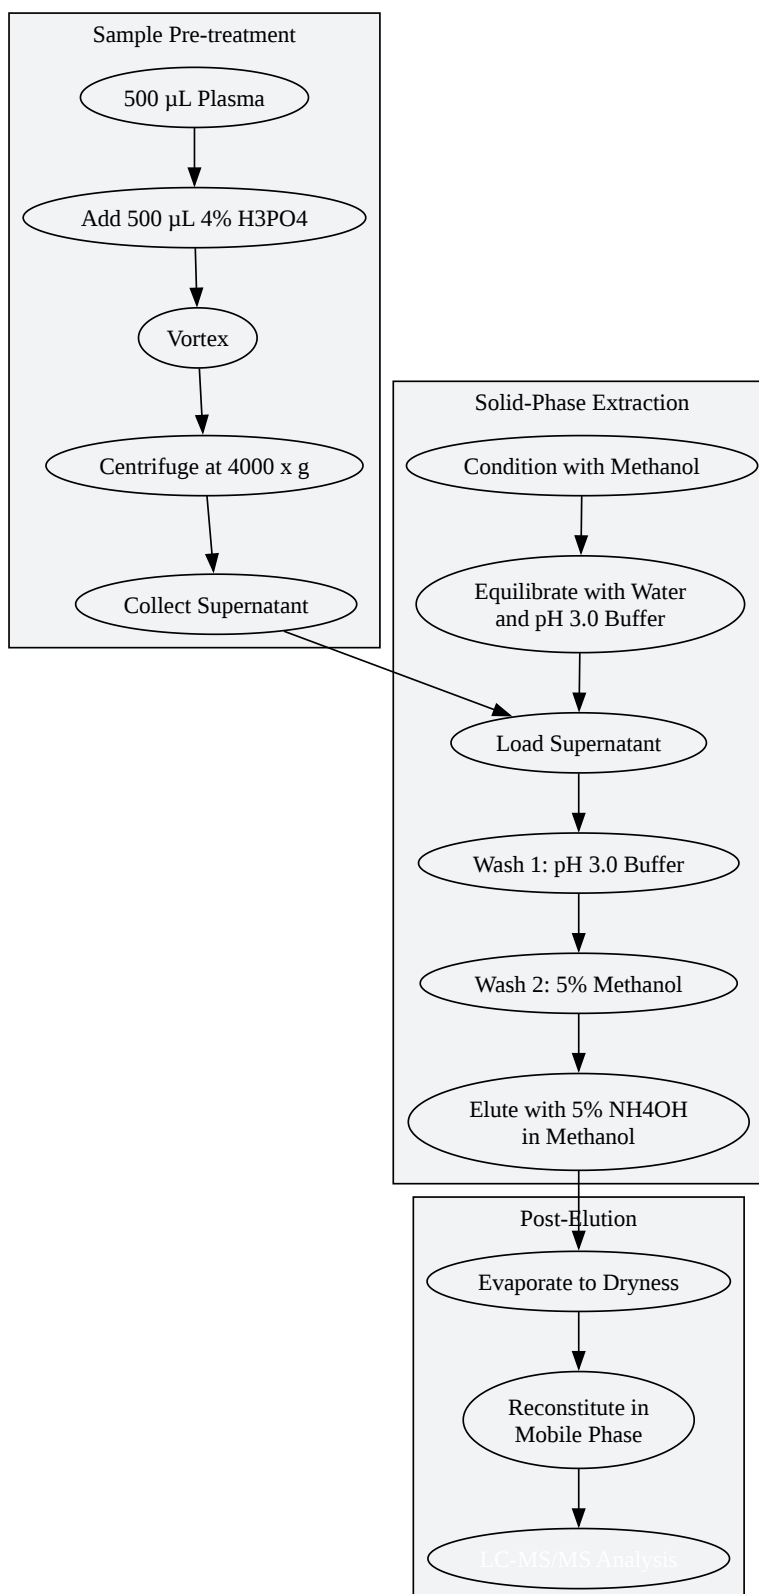 Sample Pre-treatment
500 µL Plasma
Add 500 µL 4% H3PO4
Vortex
Centrifuge at 4000 x g
Collect Supernatant
Solid-Phase Extraction
Condition with Methanol
Equilibrate with Water
and pH 3.0 Buffer
Load Supernatant
Wash 1: pH 3.0 Buffer
Wash 2: 5% Methanol
Elute with 5% NH4OH
in Methanol
Post-Elution
Evaporate to Dryness
Reconstitute in
Mobile Phase
LC-MS/MS Analysis